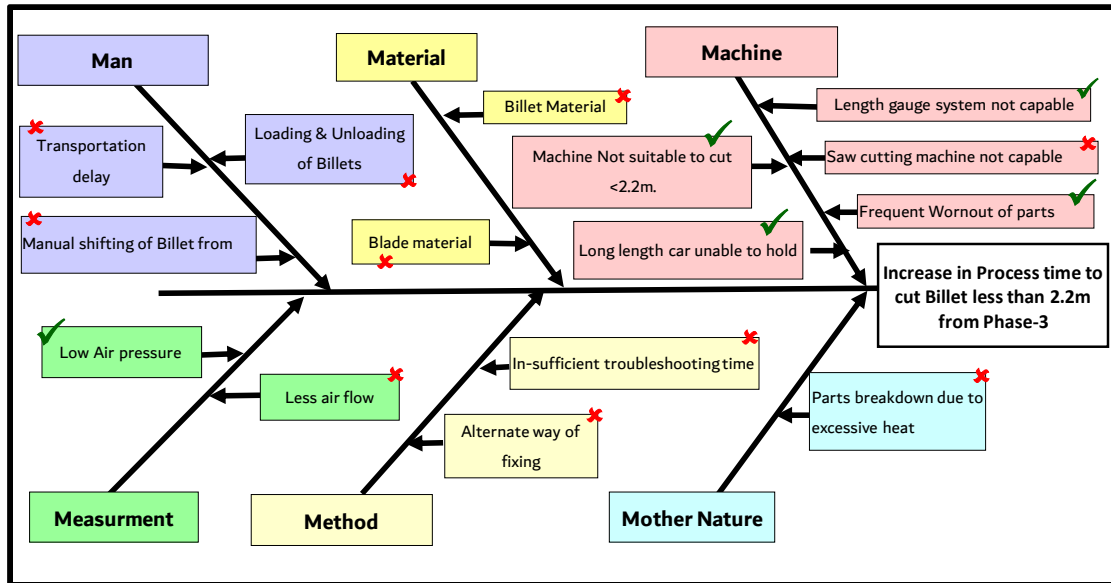 Man
Material
Machine
Billet Material
Length gauge system not capable
Transportation
delay
Loading & Unloading
of Billets
Machine Not suitable to cut
<2.2m.
Saw cutting machine not capable
Frequent Wornout of parts
Manual shifting of Billet from
Blade material
Long length car unable to hold
Increase in Process time to
cut Billet less than 2.2m
from Phase-3
Low Air pressure
In-sufficient troubleshooting time
Less air flow
Parts breakdown due to
excessive heat
Alternate way of
fixing
Measurment
Method
Mother Nature